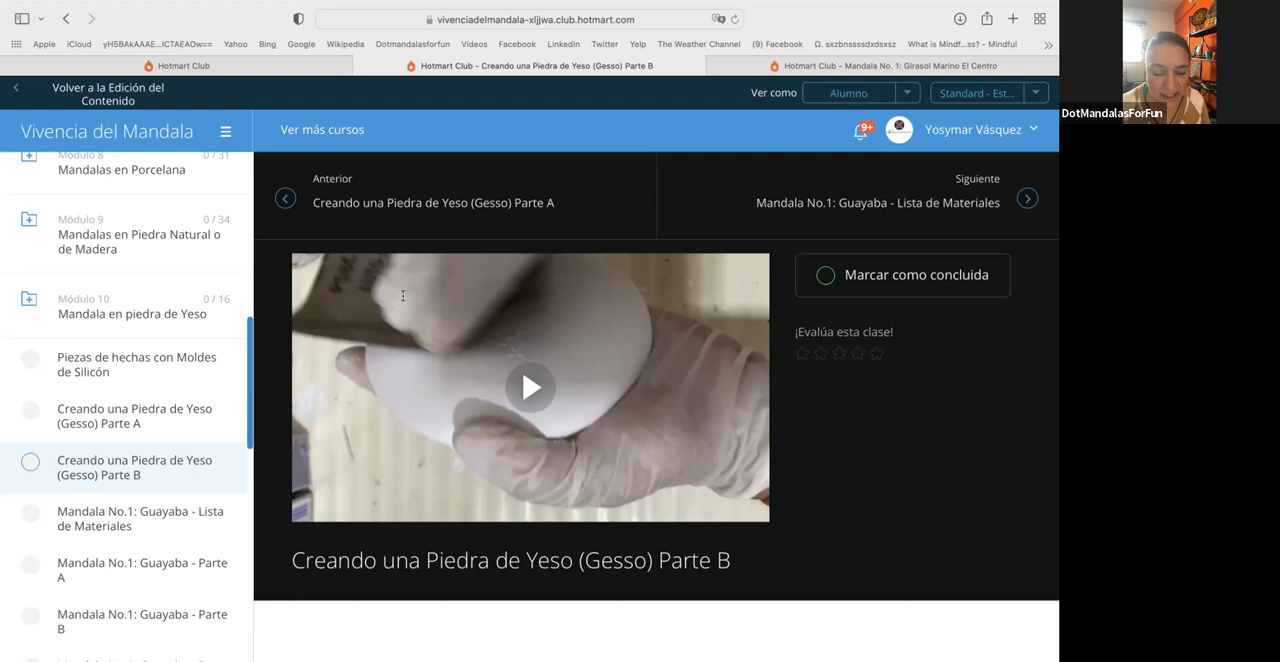 vivenciadelmandala-xljjwa.club.hotmart.com
Apple
iCloud
yH5BAkAAAE...ICTAEAOw==
Yahoo
Bing
Google
Wikipedia
Dotmandalasforfun
Videos
Facebook
LinkedIn
Twitter
Yelp
The Weather Channel
(9) Facebook
Ω. sxzbnssssdxdsxsz
What is Mindf...ss? - Mindful
Hotmart Club
Hotmart Club - Creando una Piedra de Yeso (Gesso) Parte B
Hotmart Club - Mandala No. 1: Girasol Marino El Centro
Volver a la Edición del
Contenido
Ver como
Alumno
Standard - Est...
Vivencia del Mandala
Ver más cursos
9+
Yosymar Vásquez
Módulo 8
0 / 31
Mandalas en Porcelana
Módulo 9
0 / 34
Mandalas en Piedra Natural o
de Madera
Módulo 10
0 / 16
Mandala en piedra de Yeso
Piezas de hechas con Moldes
de Silicón
Creando una Piedra de Yeso
(Gesso) Parte A
Creando una Piedra de Yeso
(Gesso) Parte B
Mandala No.1: Guayaba - Lista
de Materiales
Mandala No.1: Guayaba - Parte
A
Mandala No.1: Guayaba - Parte
B
Anterior
Creando una Piedra de Yeso (Gesso) Parte A
Siguiente
Mandala No.1: Guayaba - Lista de Materiales
Marcar como concluida
¡Evalúa esta clase!
Creando una Piedra de Yeso (Gesso) Parte B
DotMandalasForFun